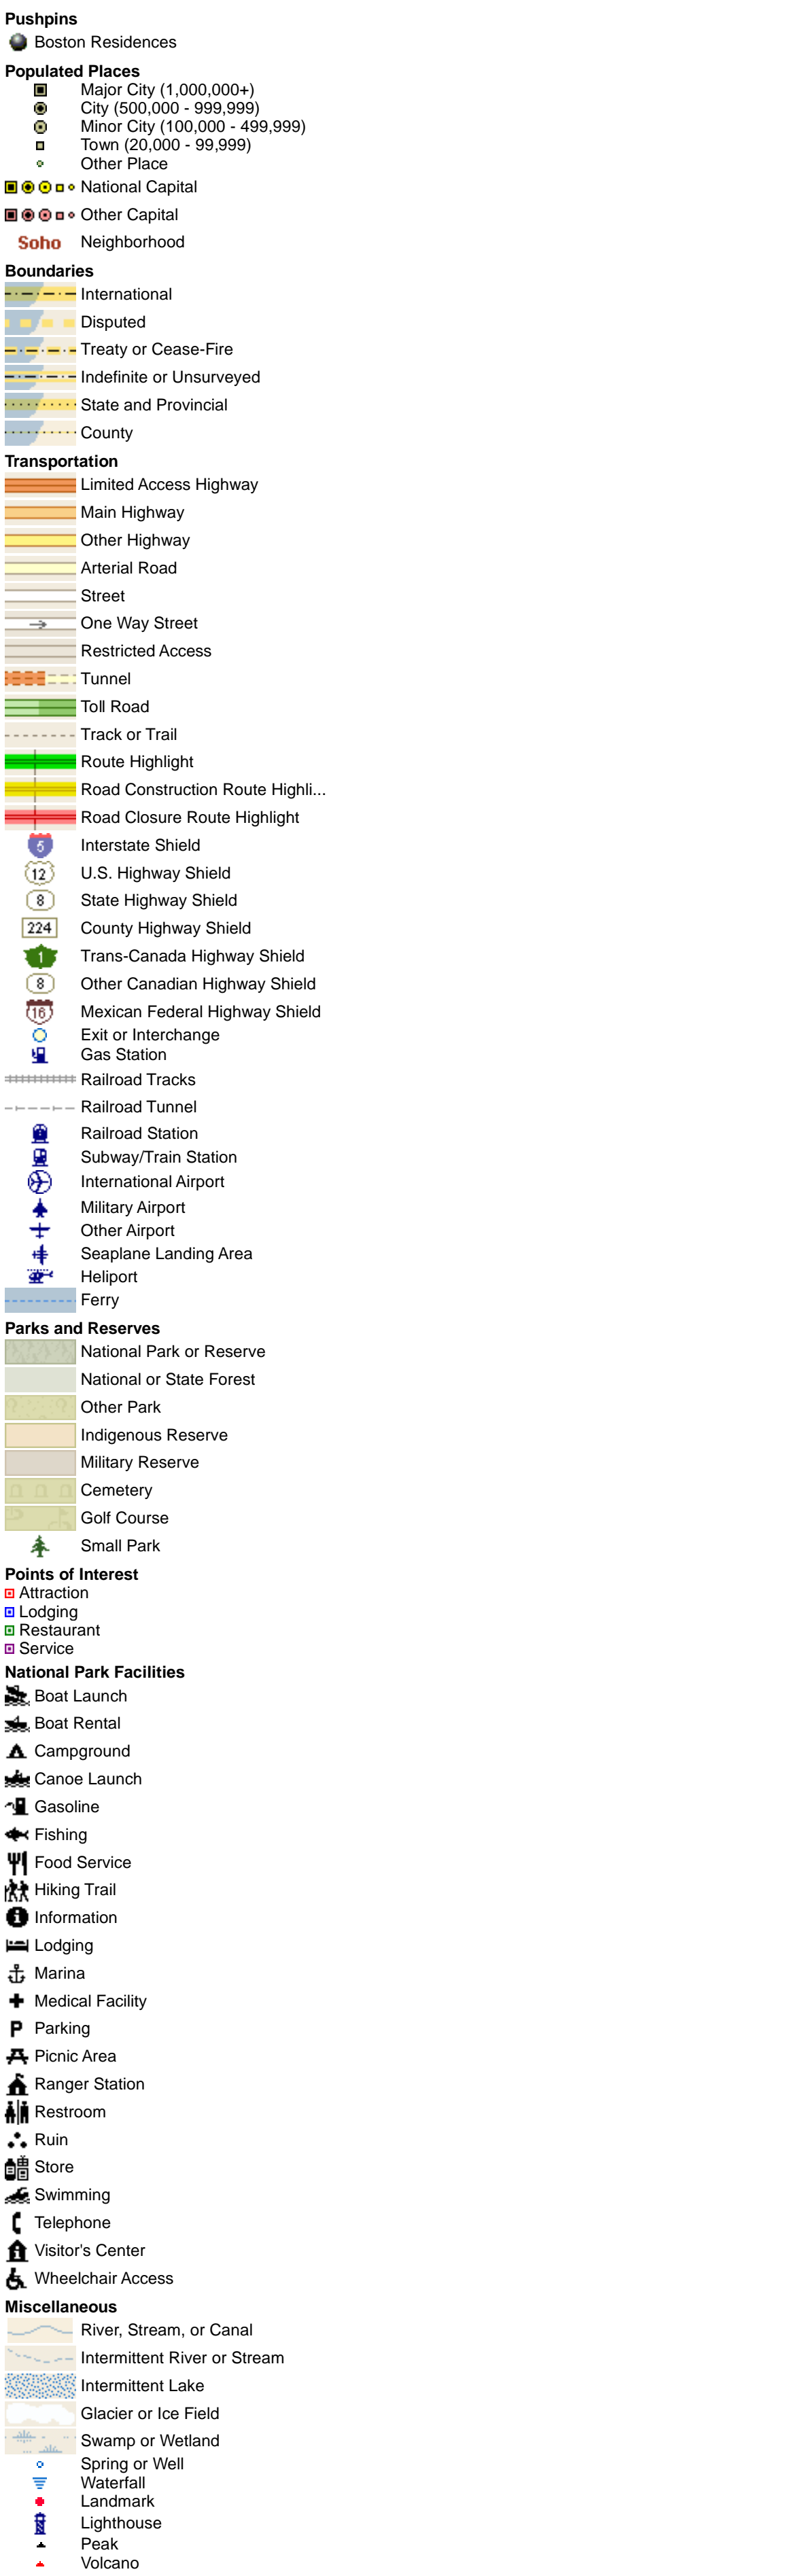 Pushpins
Boston Residences
Populated Places
Major City (1,000,000+)
City (500,000 - 999,999)
Minor City (100,000 - 499,999)
Town (20,000 - 99,999)
Other Place
National Capital
Other Capital
Soho Neighborhood
Boundaries
International
Disputed
Treaty or Cease-Fire
Indefinite or Unsurveyed
State and Provincial
County
Transportation
Limited Access Highway
Main Highway
Other Highway
Arterial Road
Street
One Way Street
Restricted Access
Tunnel
Toll Road
Track or Trail
Route Highlight
Road Construction Route Highli...
Road Closure Route Highlight
5 Interstate Shield
12 U.S. Highway Shield
8 State Highway Shield
224 County Highway Shield
1 Trans-Canada Highway Shield
8 Other Canadian Highway Shield
16 Mexican Federal Highway Shield
Exit or Interchange
Gas Station
Railroad Tracks
Railroad Tunnel
Railroad Station
Subway/Train Station
International Airport
Military Airport
Other Airport
Seaplane Landing Area
Heliport
Ferry
Parks and Reserves
National Park or Reserve
National or State Forest
Other Park
Indigenous Reserve
Military Reserve
Cemetery
Golf Course
Small Park
Points of Interest
Attraction
Lodging
Restaurant
Service
National Park Facilities
Boat Launch
Boat Rental
Campground
Canoe Launch
Gasoline
Fishing
Food Service
Hiking Trail
Information
Lodging
Marina
Medical Facility
P Parking
Picnic Area
Ranger Station
Restroom
Ruin
Store
Swimming
Telephone
Visitor's Center
Wheelchair Access
Miscellaneous
River, Stream, or Canal
Intermittent River or Stream
Intermittent Lake
Glacier or Ice Field
Swamp or Wetland
Spring or Well
Waterfall
Landmark
Lighthouse
Peak
Volcano